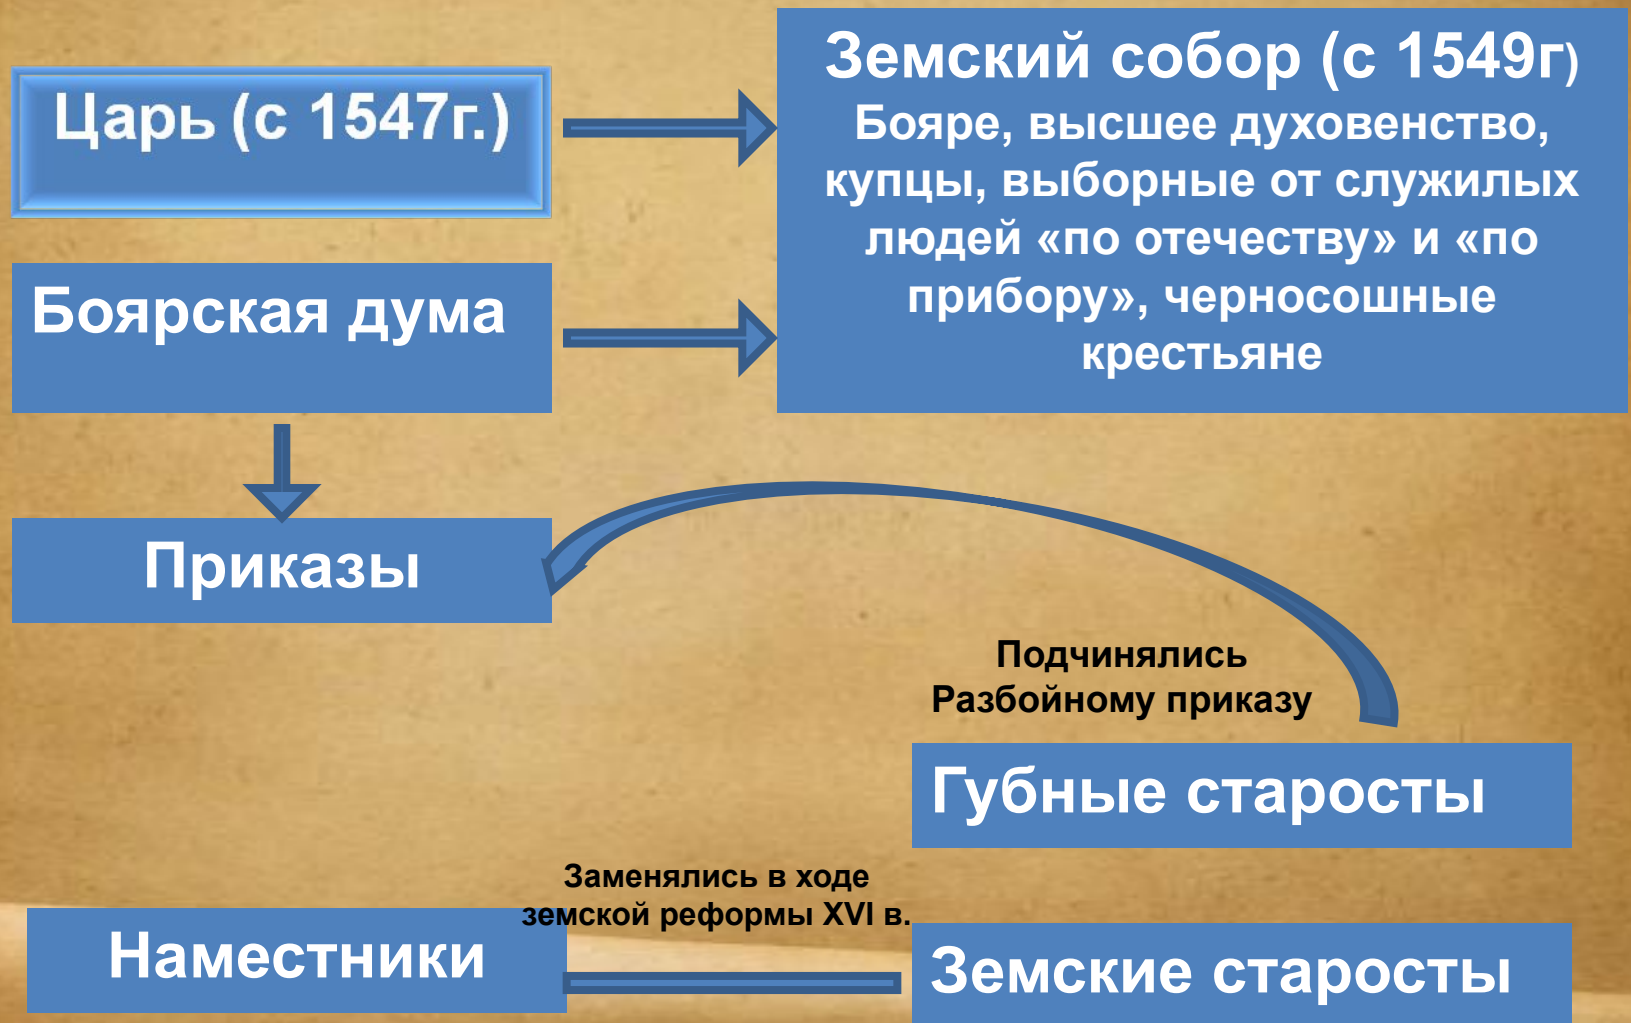 Царь (с 1547г.)
Земский собор (с 1549г)
Бояре, высшее духовенство,
купцы, выборные от служилых
людей «по отечеству» и «по
прибору», черносошные
крестьяне
Боярская дума
Приказы
Подчинялись
Разбойному приказу
Губные старосты
Заменялись в ходе
земской реформы XVI в.
Наместники
Земские старосты